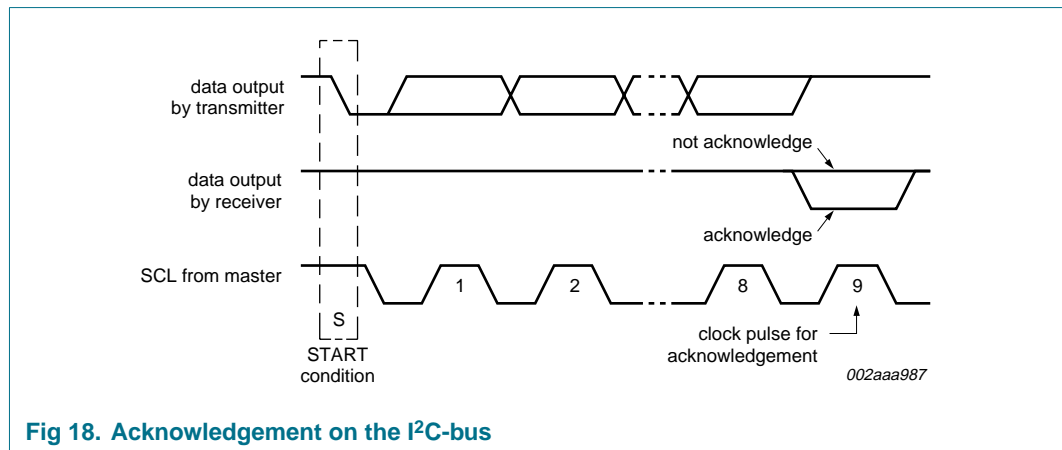 data output
by transmitter
not acknowledge
data output
by receiver
acknowledge
SCL from master
1
2
8
9
S
START
condition
clock pulse for
acknowledgement
002aaa987
Fig 18. Acknowledgement on the I²C-bus